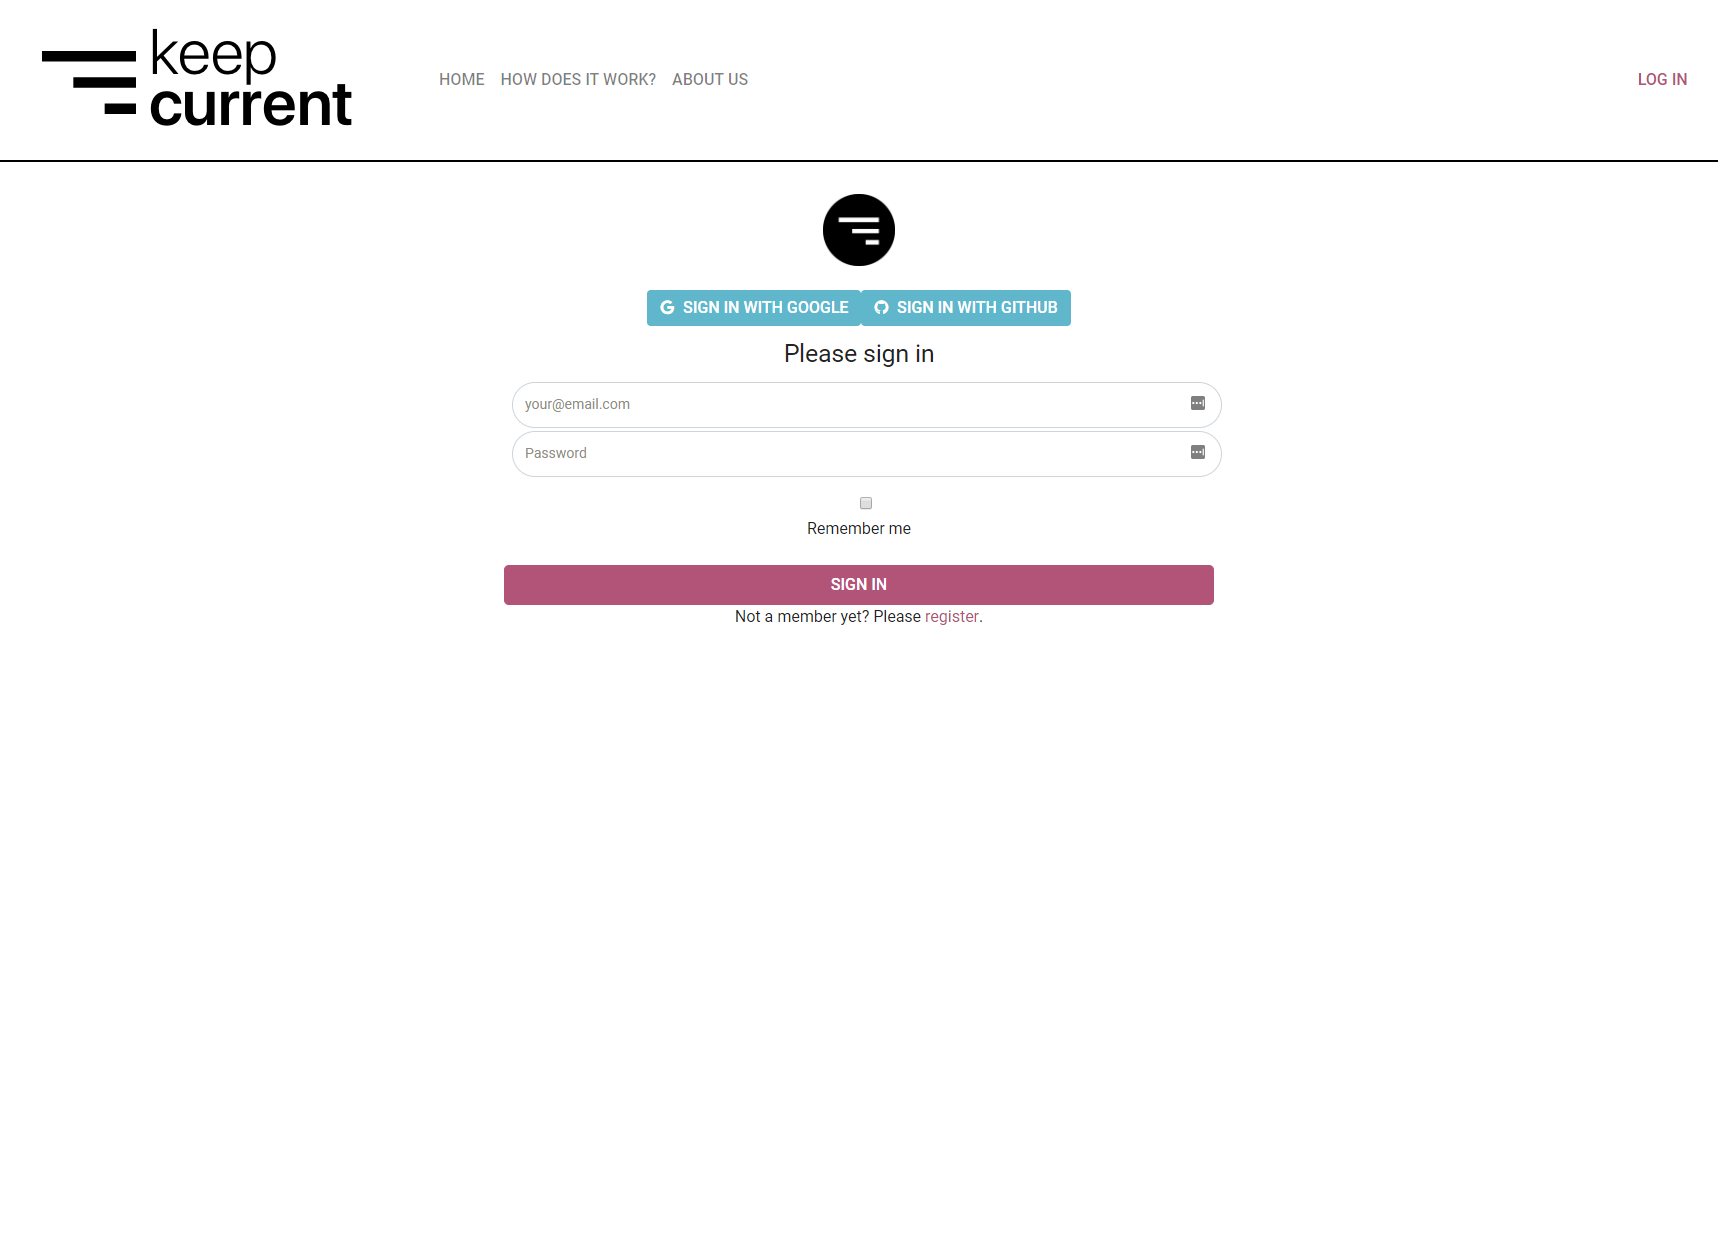 keep
current
HOME HOW DOES IT WORK? ABOUT US LOG IN
SIGN IN WITH GOOGLE SIGN IN WITH GITHUB
Please sign in
your@email.com
Password
Remember me
SIGN IN
Not a member yet? Please register.